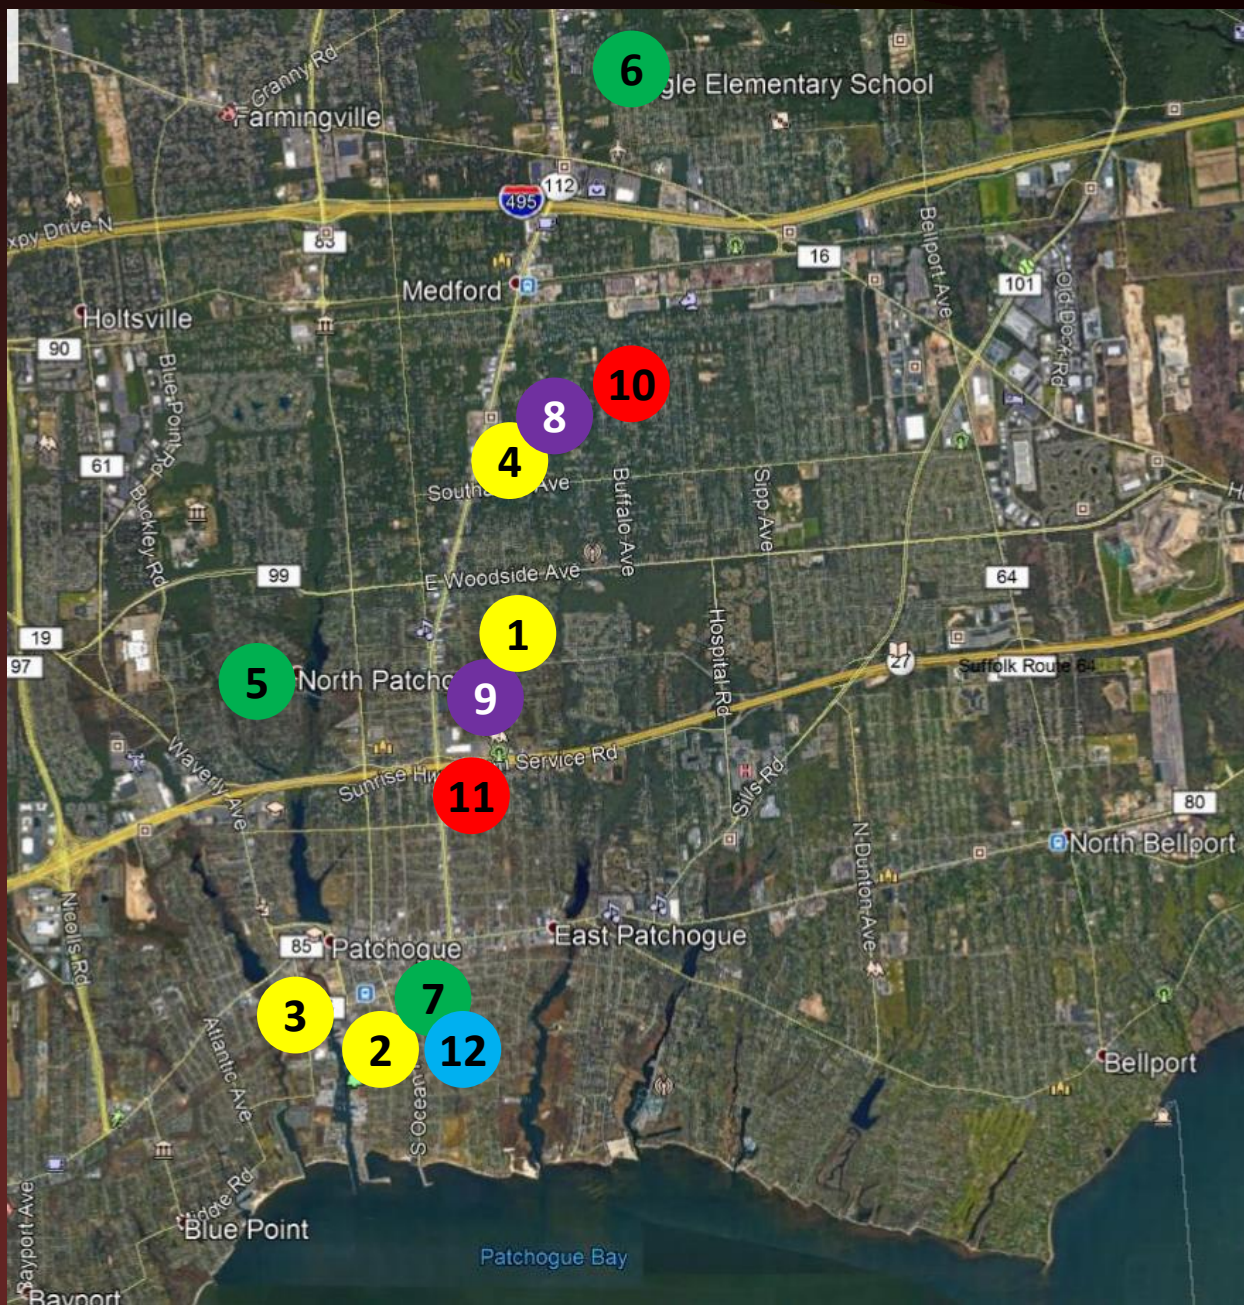 6
gle Elementary School
Granny Rd
Farmingville
112
495
xpy Drive N
83
Bellport Ave
16
101
Medford
Old Dock Rd
Holtsville
90
Blue Point Rd
10
8
4
61
South
Ave
Buffalo Ave
Sipp Ave
Buckley Rd
99
E Woodside Ave
64
1
19
97
Hospital Rd
27
Suffolk Route 64
5
North Patcho
9
Waverly Ave
Service Rd
Sunrise Hw
11
Sills Rd
80
N Dunton Ave
North Bellport
Nicolls Rd
85
Patchogue
East Patchogue
7
3
2
12
Atlantic Ave
Bellport
Blue Point
Patchogue Bay
Bayport Ave
Bayport